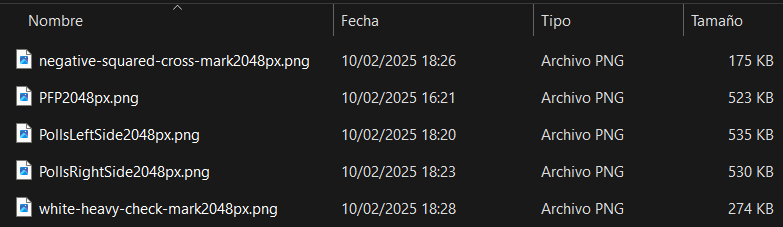 Nombre Fecha Tipo Tamaño
negative-squared-cross-mark2048px.png 10/02/2025 18:26 Archivo PNG 175 KB
PFP2048px.png 10/02/2025 16:21 Archivo PNG 523 KB
PollsLeftSide2048px.png 10/02/2025 18:20 Archivo PNG 535 KB
PollsRightSide2048px.png 10/02/2025 18:23 Archivo PNG 530 KB
white-heavy-check-mark2048px.png 10/02/2025 18:28 Archivo PNG 274 KB